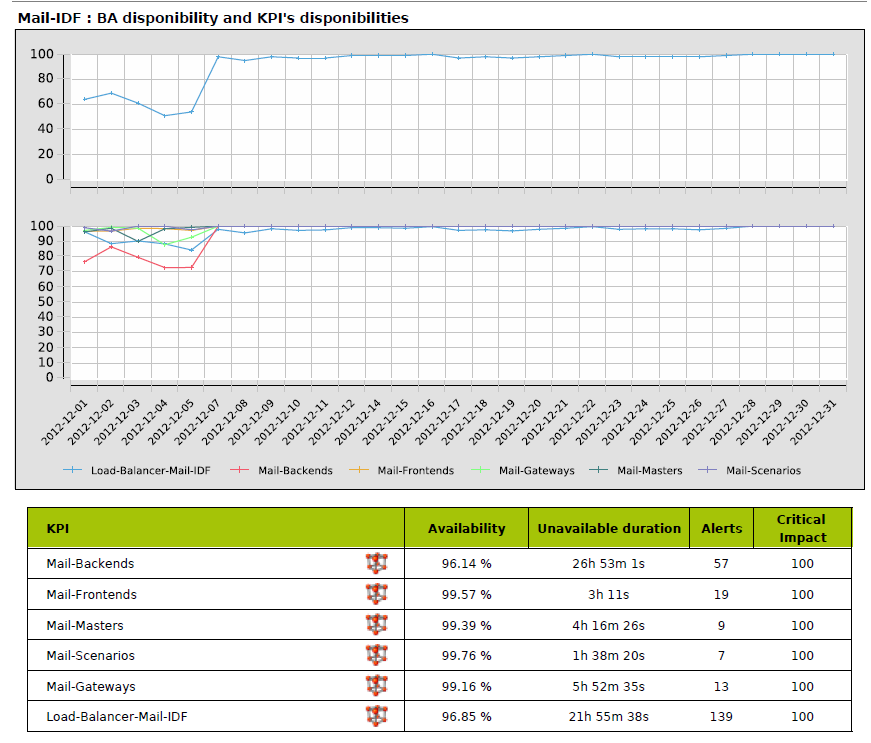 Mail-IDF : BA disponibility and KPI's disponibilities
100
80
60
40
20
0
100
90
80
70
60
50
40
30
20
10
0
2012-12-01 2012-12-02 2012-12-03 2012-12-04 2012-12-05 2012-12-07 2012-12-08 2012-12-09 2012-12-10 2012-12-11 2012-12-12 2012-12-14 2012-12-15 2012-12-16 2012-12-17 2012-12-18 2012-12-19 2012-12-20 2012-12-21 2012-12-22 2012-12-23 2012-12-24 2012-12-25 2012-12-26 2012-12-27 2012-12-28 2012-12-29 2012-12-30 2012-12-31
Load-Balancer-Mail-IDF Mail-Backends Mail-Frontends Mail-Gateways Mail-Masters Mail-Scenarios
KPI Availability Unavailable duration Alerts Critical
Impact
Mail-Backends 96.14 % 26h 53m 1s 57 100
Mail-Frontends 99.57 % 3h 11s 19 100
Mail-Masters 99.39 % 4h 16m 26s 9 100
Mail-Scenarios 99.76 % 1h 38m 20s 7 100
Mail-Gateways 99.16 % 5h 52m 35s 13 100
Load-Balancer-Mail-IDF 96.85 % 21h 55m 38s 139 100